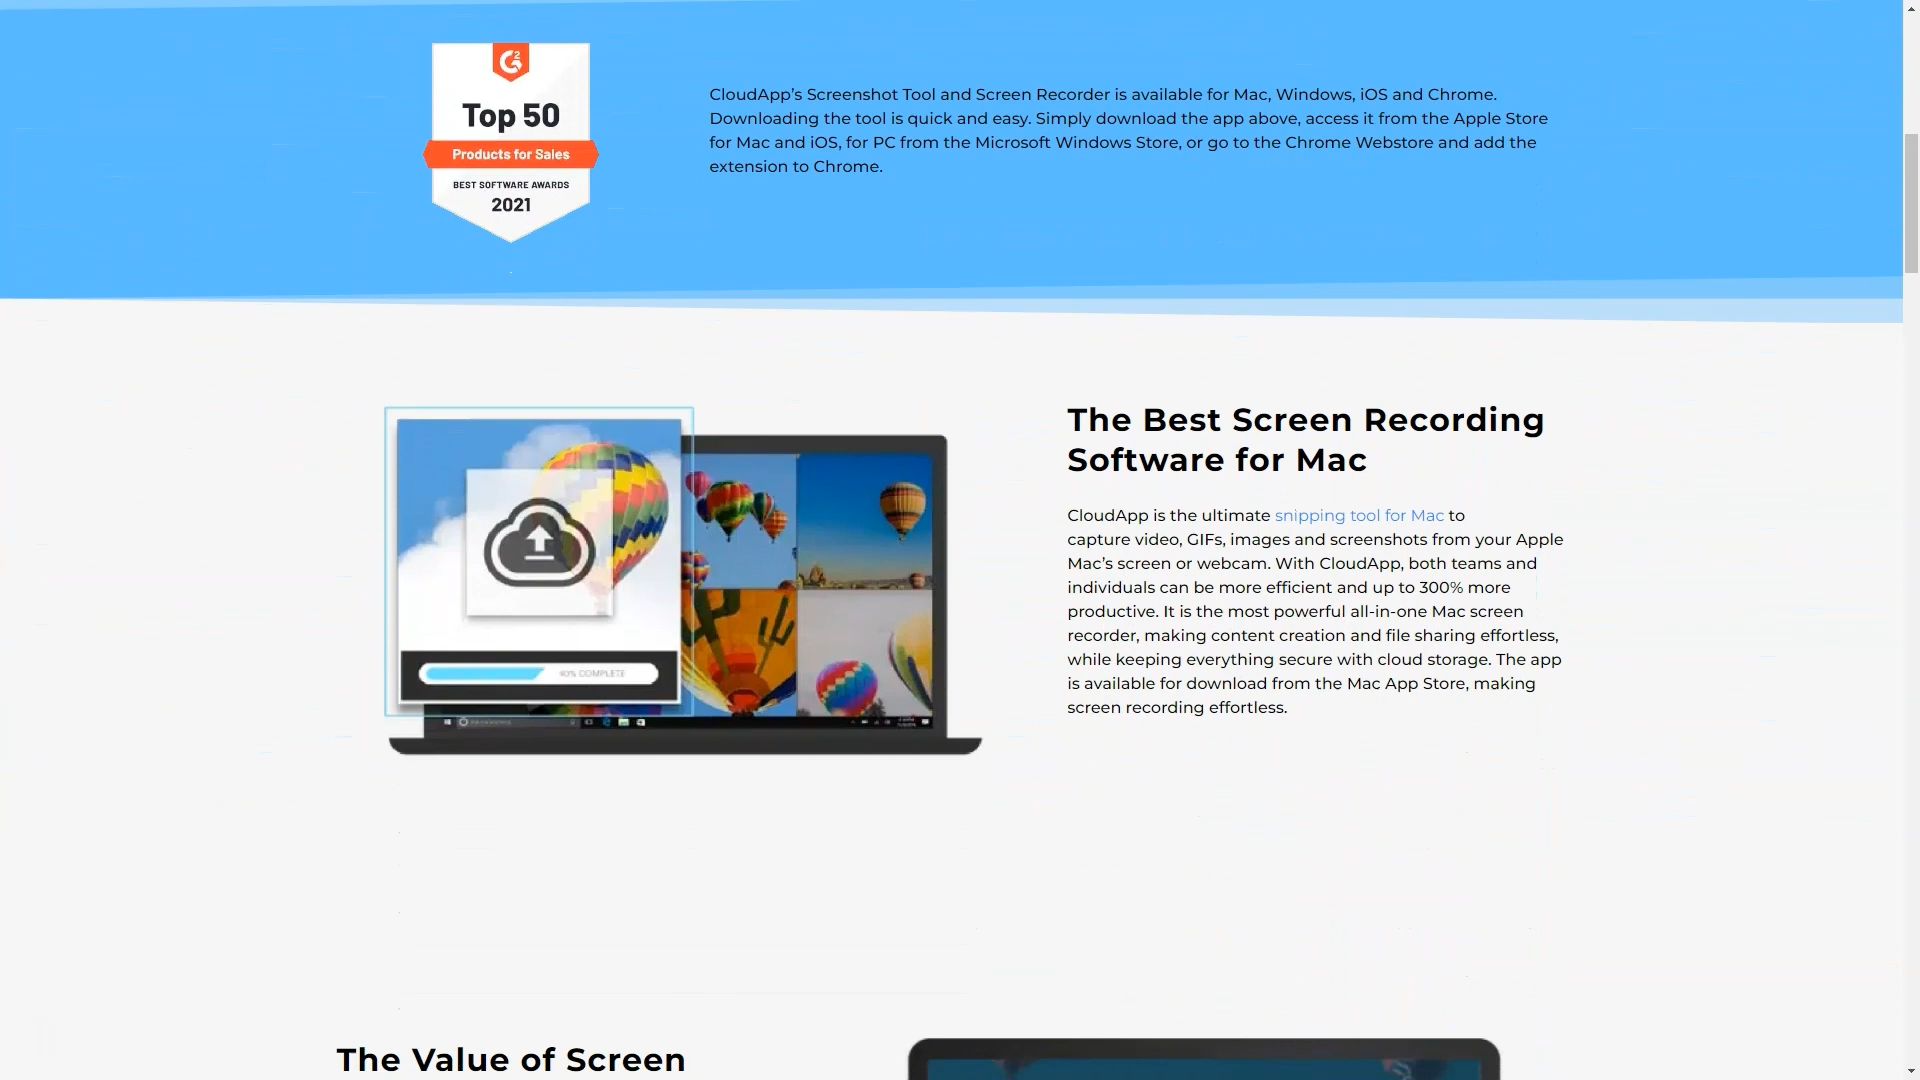 Top 50
Products for Sales
BEST SOFTWARE AWARDS
2021
CloudApp’s Screenshot Tool and Screen Recorder is available for Mac, Windows, iOS and Chrome.
Downloading the tool is quick and easy. Simply download the app above, access it from the Apple Store
for Mac and iOS, for PC from the Microsoft Windows Store, or go to the Chrome Webstore and add the
extension to Chrome.
40% COMPLETE
The Best Screen Recording
Software for Mac
CloudApp is the ultimate snipping tool for Mac to
capture video, GIFs, images and screenshots from your Apple
Mac’s screen or webcam. With CloudApp, both teams and
individuals can be more efficient and up to 300% more
productive. It is the most powerful all-in-one Mac screen
recorder, making content creation and file sharing effortless,
while keeping everything secure with cloud storage. The app
is available for download from the Mac App Store, making
screen recording effortless.
The Value of Screen